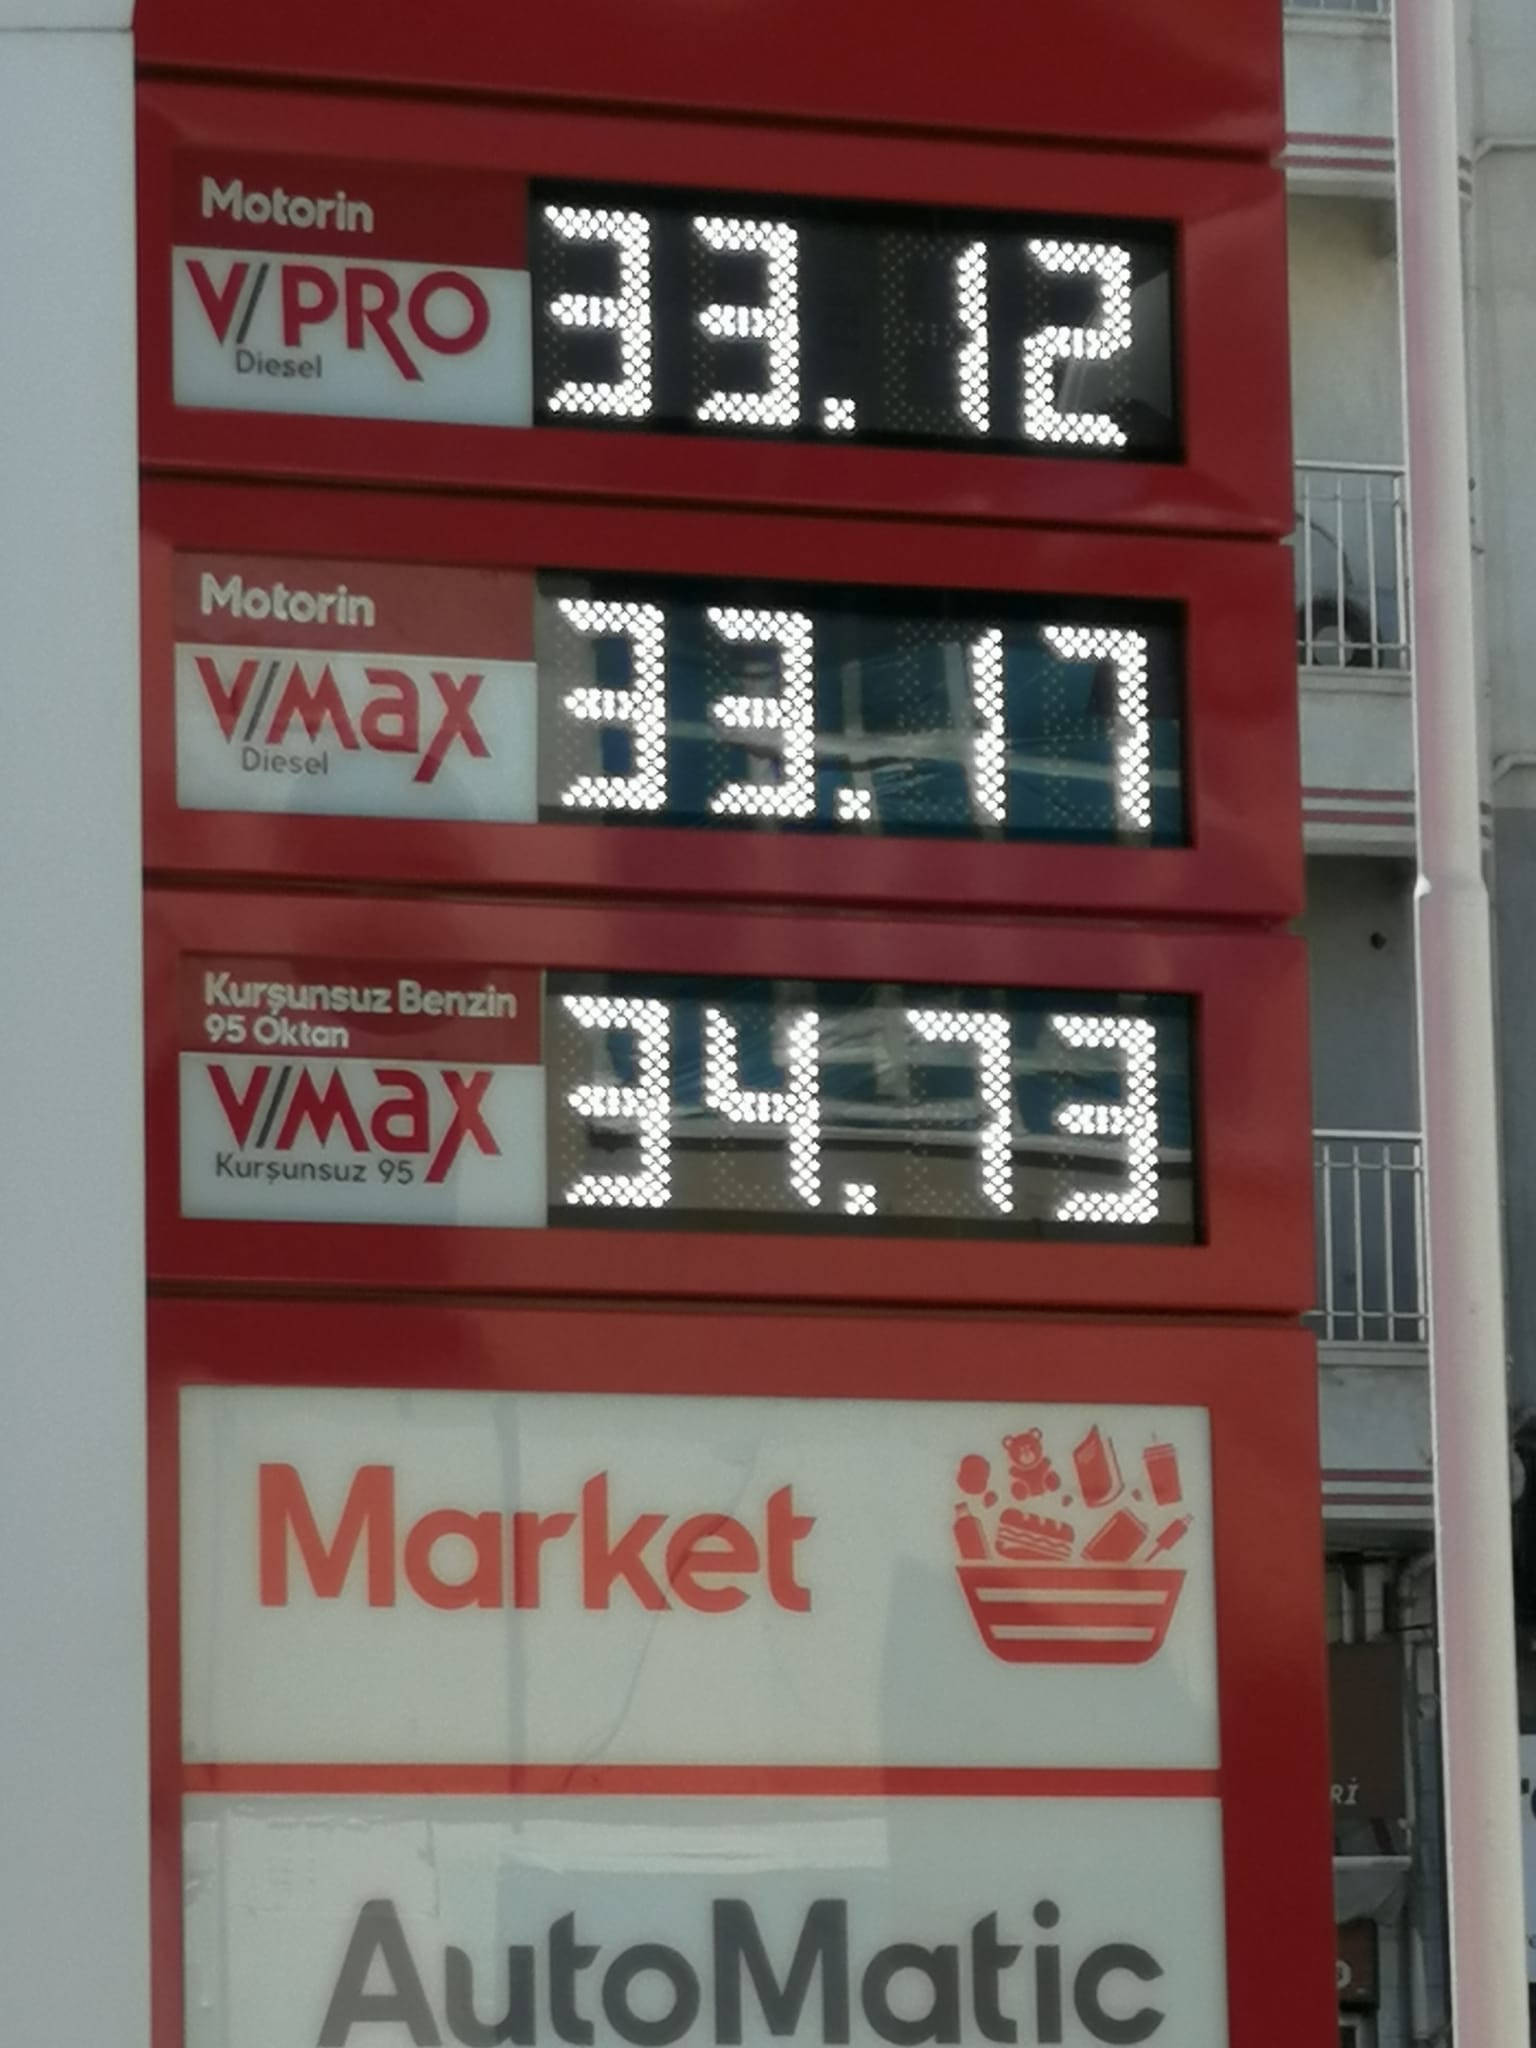 Motorin
V/PRO
Diesel
33.12
Motorin
V/Max
Diesel
33.17
Kurşunsuz Benzin
95 Oktan
V/Max
Kurşunsuz 95
34.73
Market
AutoMatic
Rİ